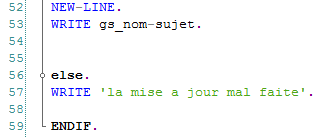 52 NEW-LINE.
53 WRITE gs_nom-sujet.
54
55
56 else.
57 WRITE 'la mise a jour mal faite'.
58
59 ENDIF.